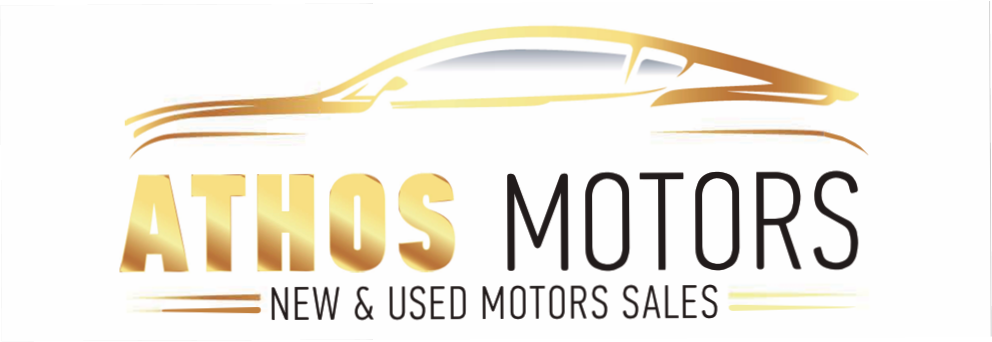 ATHOS MOTORS
NEW & USED MOTORS SALES